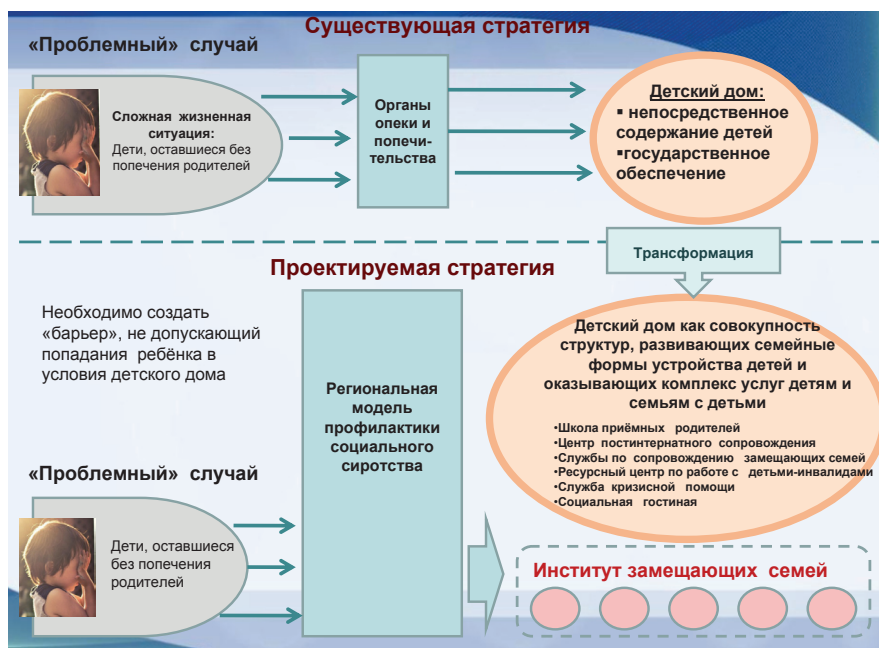 Существующая стратегия
«Проблемный» случай
Сложная жизненная
ситуация:
Дети, оставшиеся без
попечения родителей
Органы
опеки и
попечи-
тельства
Детский дом:
▪ непосредственное
содержание детей
▪государственное
обеспечение
Трансформация
Проектируемая стратегия
Необходимо создать
«барьер», не допускающий
попадания ребёнка в
условия детского дома
Региональная
модель
профилактики
социального
сиротства
Детский дом как совокупность
структур, развивающих семейные
формы устройства детей и
оказывающих комплекс услуг детям и
семьям с детьми
•Школа приёмных родителей
•Центр постинтернатного сопровождения
•Службы по сопровождению замещающих семей
•Ресурсный центр по работе с детьми-инвалидами
•Служба кризисной помощи
•Социальная гостиная
«Проблемный» случай
Дети, оставшиеся
без попечения
родителей
Институт замещающих семей